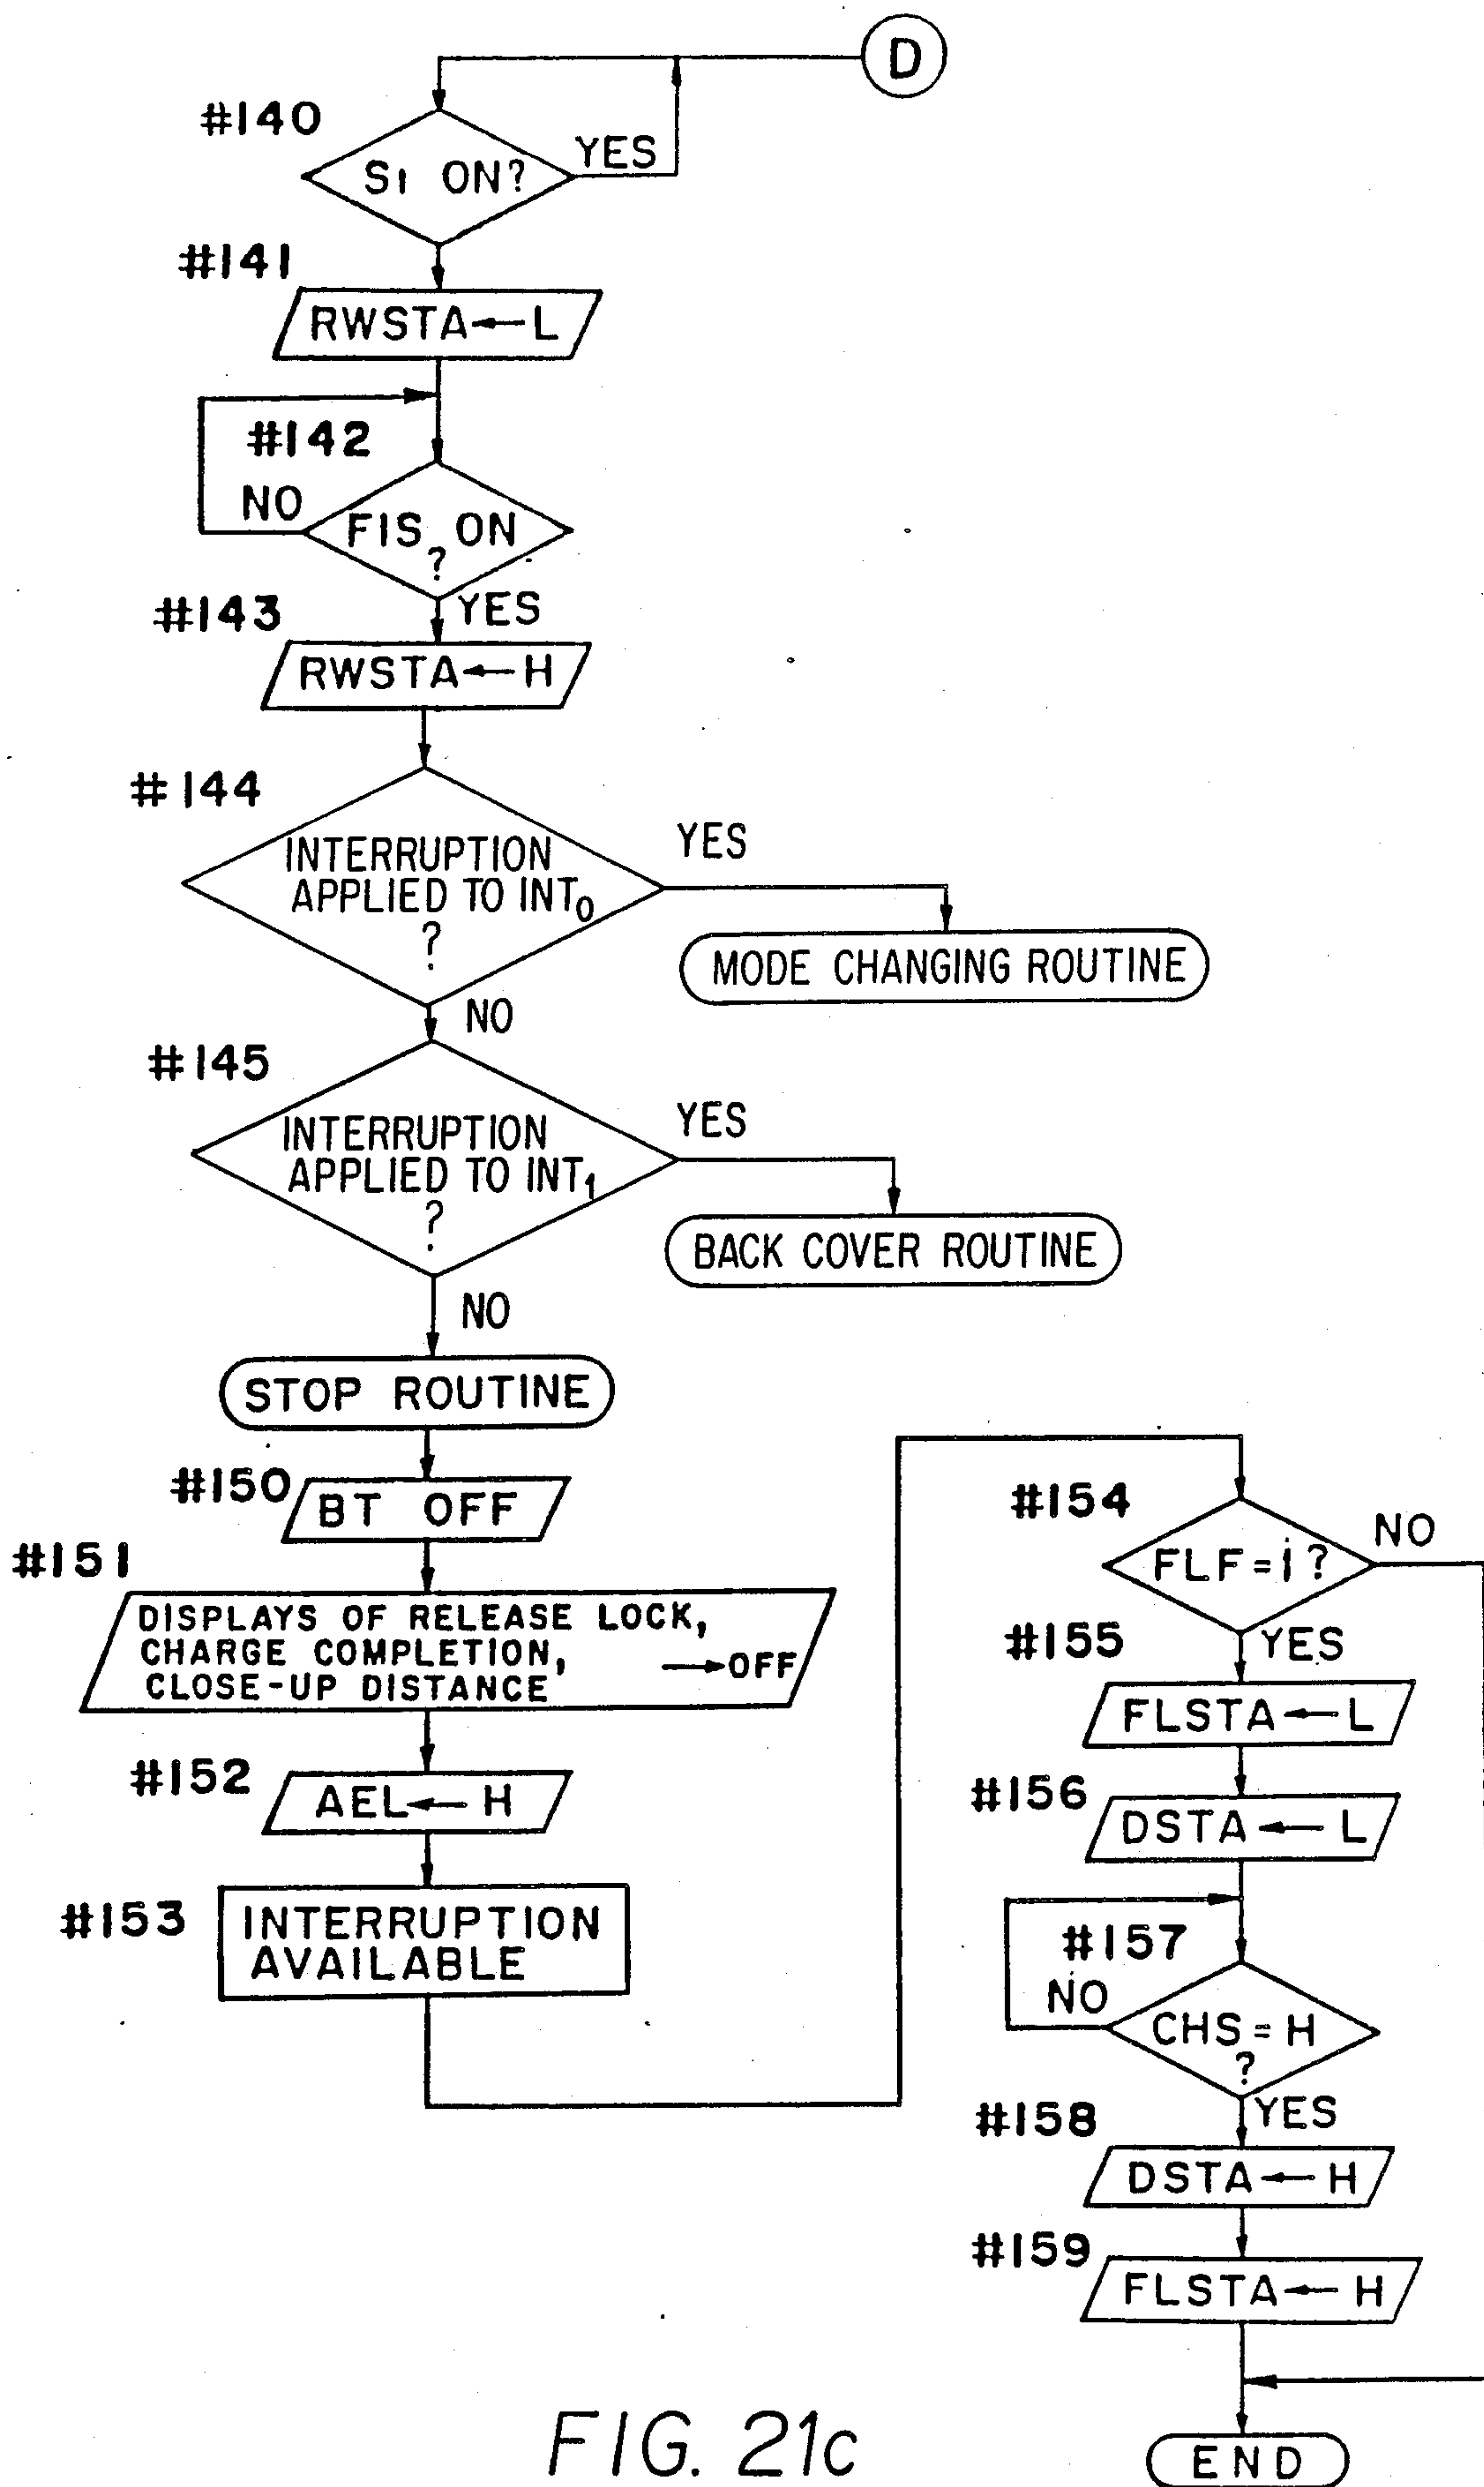 D
#140
S1 ON?
YES
#141
RWSTA←L
#142
NO
FIS ON
?
YES
#143
RWSTA←H
#144
INTERRUPTION
APPLIED TO INT0
?
YES
MODE CHANGING ROUTINE
NO
#145
INTERRUPTION
APPLIED TO INT1
?
YES
BACK COVER ROUTINE
NO
STOP ROUTINE
#150
BT OFF
#151
DISPLAYS OF RELEASE LOCK,
CHARGE COMPLETION,
CLOSE-UP DISTANCE →OFF
#152
AEL← H
#153
INTERRUPTION
AVAILABLE
#154
FLF=1?
NO
#155
YES
FLSTA←L
#156
DSTA←L
#157
NO
CHS=H
?
YES
#158
DSTA←H
#159
FLSTA←H
END
FIG. 21c